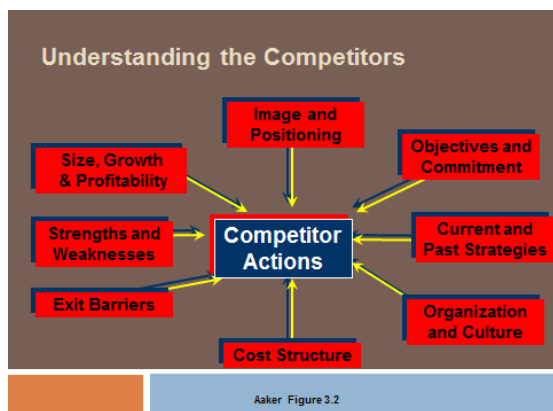 Understanding the Competitors
Image and
Positioning
Size, Growth
& Profitability
Objectives and
Commitment
Strengths and
Weaknesses
Competitor
Actions
Current and
Past Strategies
Exit Barriers
Organization
and Culture
Cost Structure
Aaker Figure 3.2